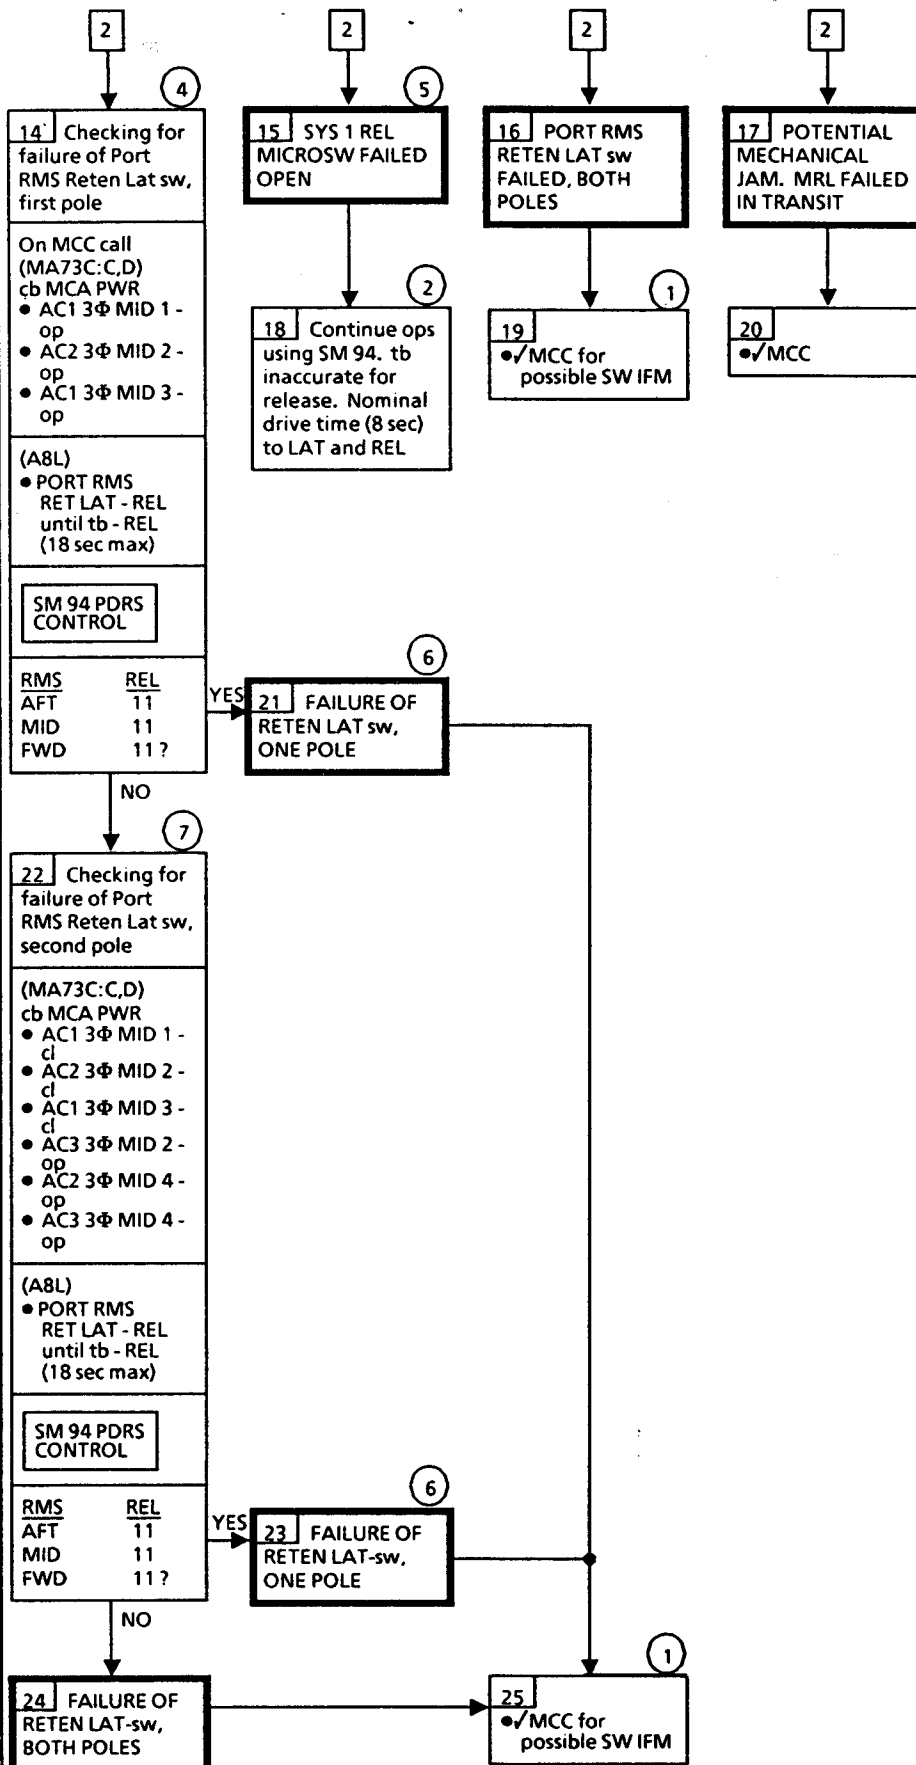 2
2
2
2
4
14 Checking for
failure of Port
RMS Reten Lat sw,
first pole
On MCC call
(MA73C:C,D)
cb MCA PWR
• AC1 3Φ MID 1 -
op
• AC2 3Φ MID 2 -
op
• AC1 3Φ MID 3 -
op
(A8L)
• PORT RMS
RET LAT - REL
until tb - REL
(18 sec max)
SM 94 PDRS
CONTROL
RMS REL
AFT 11
MID 11
FWD 11 ?
YES
NO
5
15 SYS 1 REL
MICROSW FAILED
OPEN
2
18 Continue ops
using SM 94. tb
inaccurate for
release. Nominal
drive time (8 sec)
to LAT and REL
16 PORT RMS
RETEN LAT sw
FAILED, BOTH
POLES
1
19
•✓MCC for
possible SW IFM
17 POTENTIAL
MECHANICAL
JAM. MRL FAILED
IN TRANSIT
20
•✓MCC
6
21 FAILURE OF
RETEN LAT sw,
ONE POLE
7
22 Checking for
failure of Port
RMS Reten Lat sw,
second pole
(MA73C:C,D)
cb MCA PWR
• AC1 3Φ MID 1 -
cl
• AC2 3Φ MID 2 -
cl
• AC1 3Φ MID 3 -
cl
• AC3 3Φ MID 2 -
op
• AC2 3Φ MID 4 -
op
• AC3 3Φ MID 4 -
op
(A8L)
• PORT RMS
RET LAT - REL
until tb - REL
(18 sec max)
SM 94 PDRS
CONTROL
RMS REL
AFT 11
MID 11
FWD 11 ?
YES
NO
6
23 FAILURE OF
RETEN LAT-sw,
ONE POLE
24 FAILURE OF
RETEN LAT-sw,
BOTH POLES
1
25
•✓MCC for
possible SW IFM